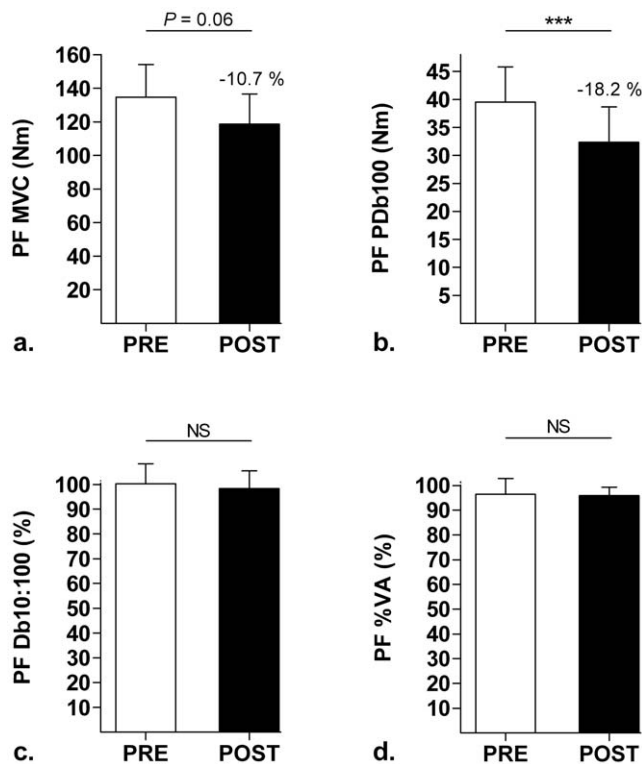 P = 0.06
-10.7 %
PF MVC (Nm)
160
140
120
100
80
60
40
20
PRE
POST
a.
***
-18.2 %
PF PDb100 (Nm)
45
40
35
30
25
20
15
10
5
PRE
POST
b.
NS
PF Db10:100 (%)
100
90
80
70
60
50
40
30
20
10
PRE
POST
c.
NS
PF %VA (%)
100
90
80
70
60
50
40
30
20
10
PRE
POST
d.